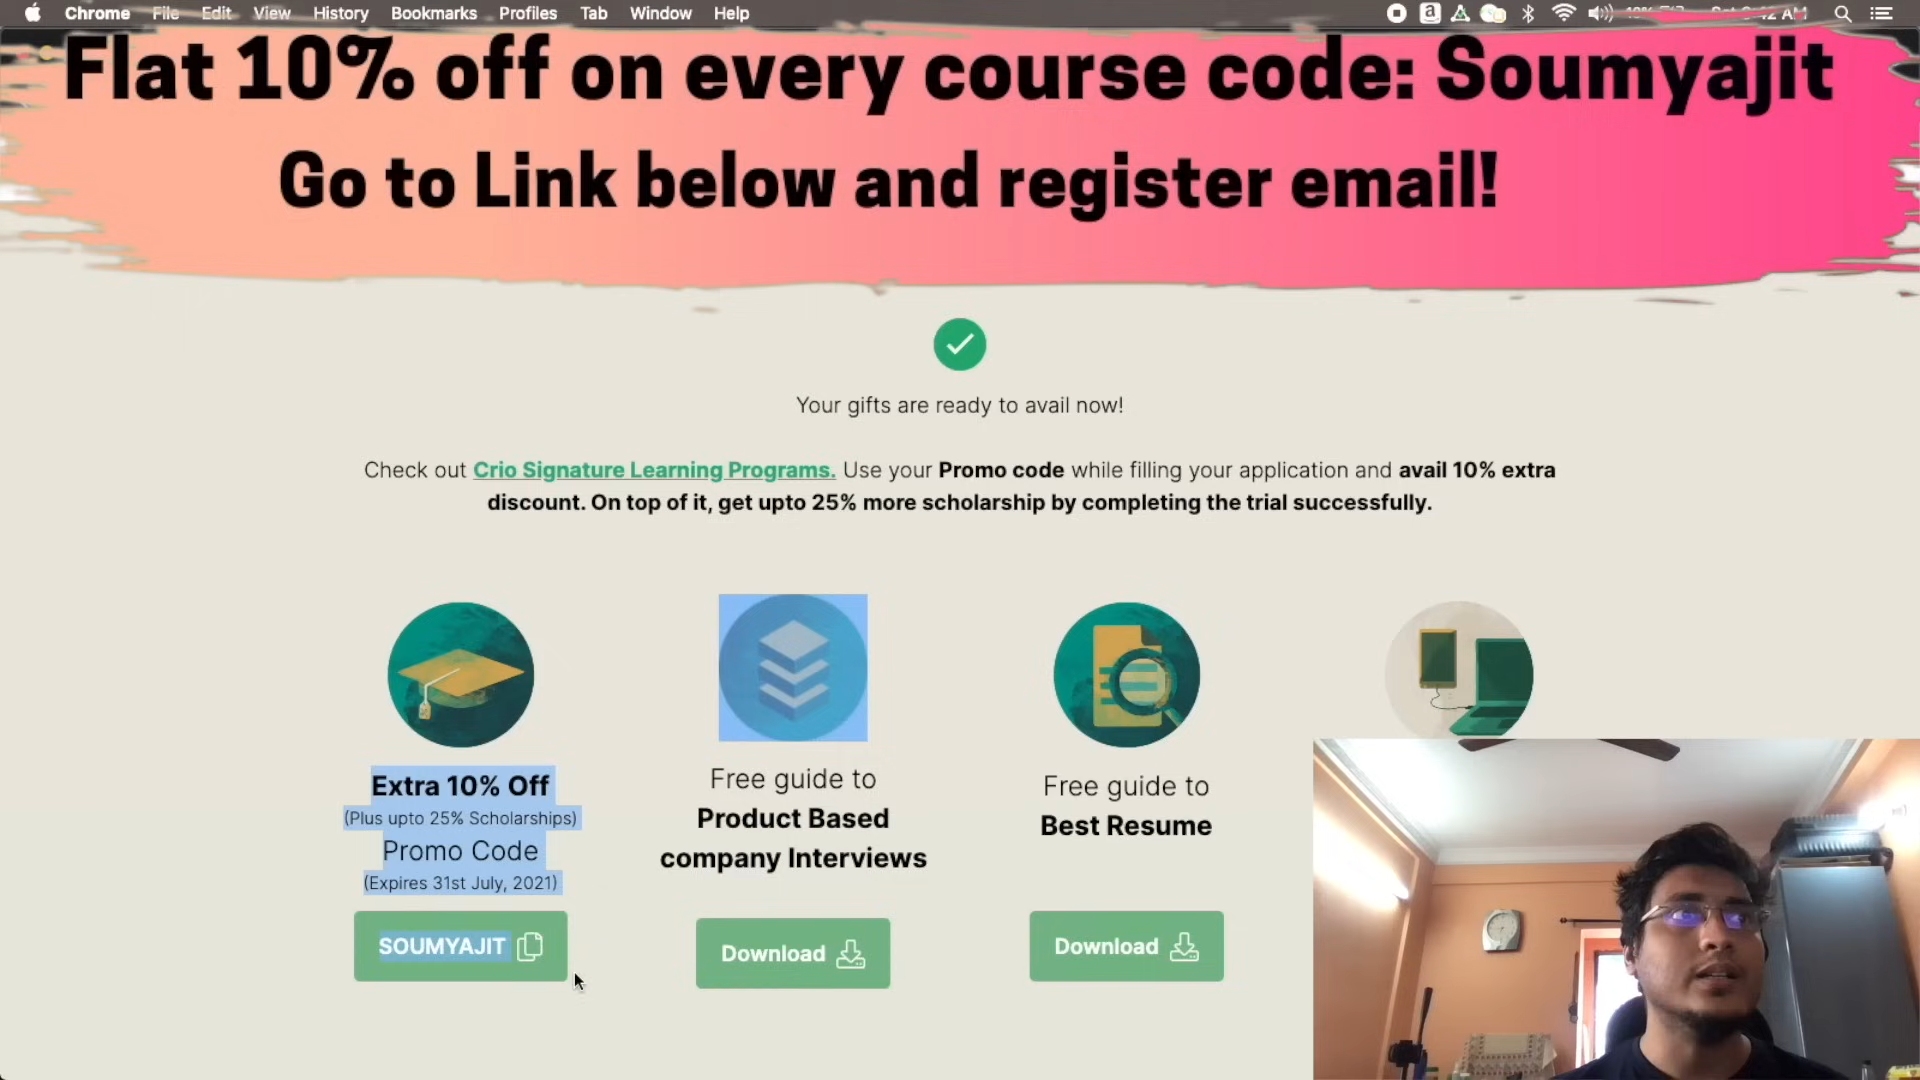 Chrome File Edit View History Bookmarks Profiles Tab Window Help
Flat 10% off on every course code: Soumyajit
Go to Link below and register email!
Your gifts are ready to avail now!
Check out Crio Signature Learning Programs. Use your Promo code while filling your application and avail 10% extra
discount. On top of it, get upto 25% more scholarship by completing the trial successfully.
Extra 10% Off
(Plus upto 25% Scholarships)
Promo Code
(Expires 31st July, 2021)
SOUMYAJIT
Free guide to
Product Based
company Interviews
Download
Free guide to
Best Resume
Download